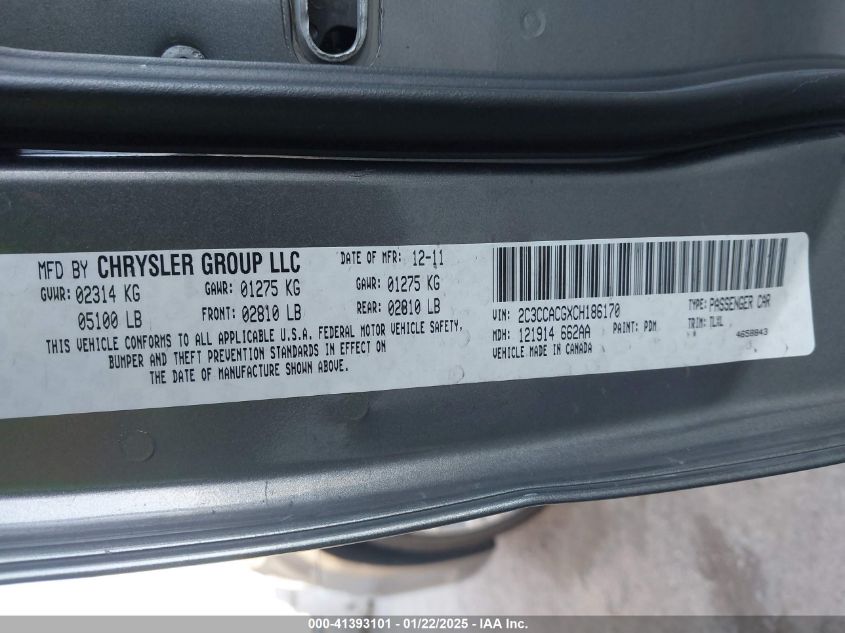 MFD BY CHRYSLER GROUP LLC DATE OF MFR: 12-11
GVWR: 02314 KG GAWR: 01275 KG GAWR: 01275 KG
05100 LB FRONT: 02810 LB REAR: 02810 LB
THIS VEHICLE CONFORMS TO ALL APPLICABLE U.S.A. FEDERAL MOTOR VEHICLE SAFETY,
BUMPER AND THEFT PREVENTION STANDARDS IN EFFECT ON
THE DATE OF MANUFACTURE SHOWN ABOVE.
VIN: 2C3CCACGXCH186170 TYPE: PASSENGER CAR
MDH: 121914 662AA PAINT: PDM TRIM: TLXL
VEHICLE MADE IN CANADA 4658843
000-41393101 - 01/22/2025 - IAA Inc.